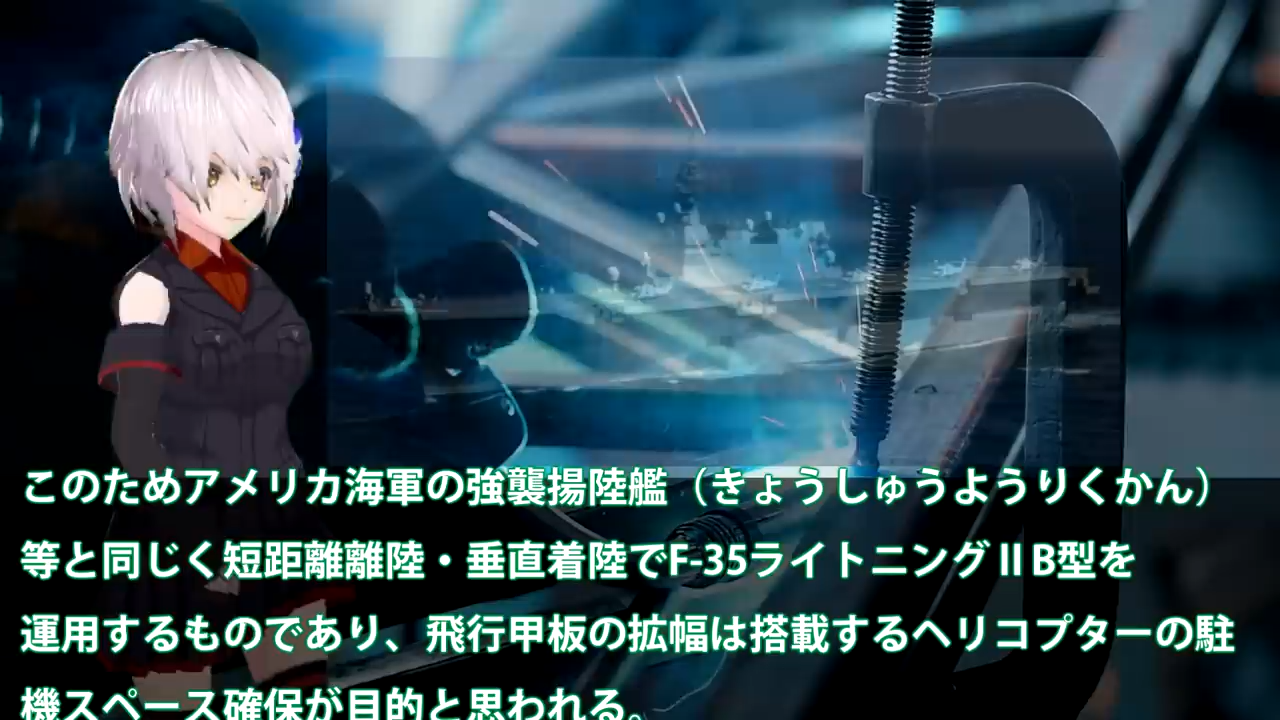 このためアメリカ海軍の強襲揚陸艦（きょうしゅうようりくかん）
等と同じく短距離離陸・垂直着陸でF-35ライトニングⅡB型を
運用するものであり、飛行甲板の拡幅は搭載するヘリコプターの駐
機スペース確保が目的と思われる。